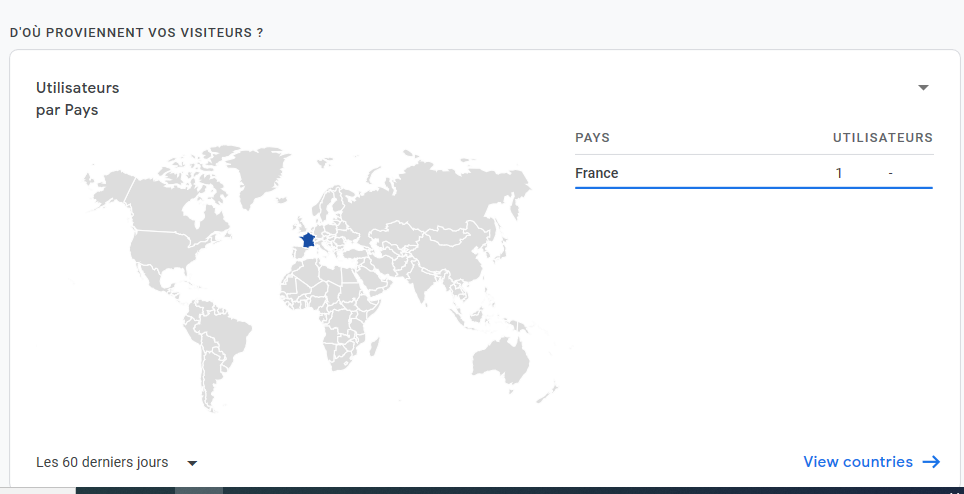 D'OÙ PROVIENNENT VOS VISITEURS ?
Utilisateurs
par Pays
PAYS UTILISATEURS
France 1 -
Les 60 derniers jours
View countries